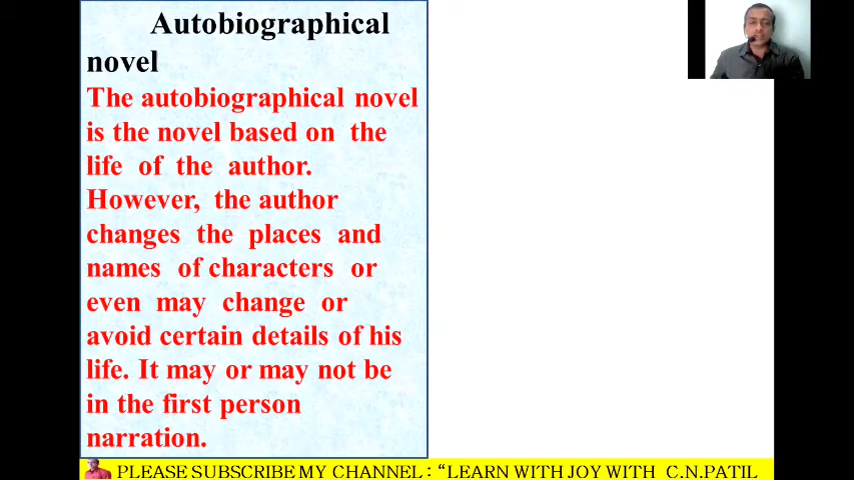 Autobiographical
novel
The autobiographical novel
is the novel based on the
life of the author.
However, the author
changes the places and
names of characters or
even may change or
avoid certain details of his
life. It may or may not be
in the first person
narration.
PLEASE SUBSCRIBE MY CHANNEL : “LEARN WITH JOY WITH C.N.PATIL